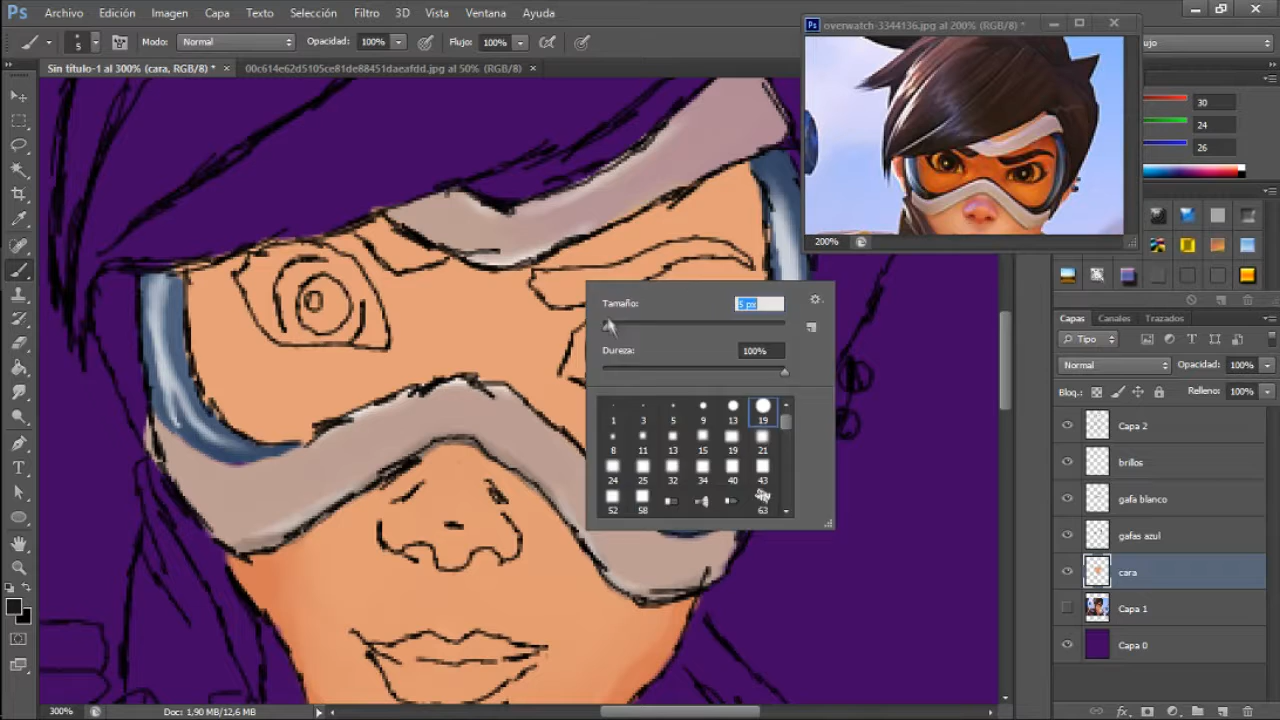 Ps Archivo Edición Imagen Capa Texto Selección Filtro 3D Vista Ventana Ayuda
5 Modo: Normal Opacidad: 100% Flujo: 100%
Sin título-1 al 300% (cara, RGB/8) * × 00c614e62d5105ce81de88451daeafdd.jpg al 50% (RGB/8) ×
Ps overwatch-3344136.jpg al 200% (RGB/8) *
200%
30
24
26
Tamaño: 5 px
Dureza: 100%
1 3 5 9 13 19
8 11 13 15 19 21
24 25 32 34 40 43
52 58 63
Capas Canales Trazados
Tipo
Normal Opacidad: 100%
Bloq.: Relleno: 100%
Capa 2
brillos
gafa blanco
gafas azul
cara
Capa 1
Capa 0
fx
300% Doc: 1,90 MB/12,6 MB